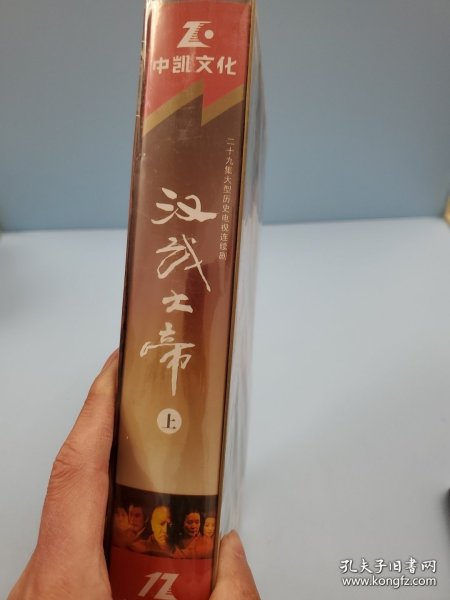 中凯文化
二十九集大型历史电视连续剧
汉武大帝
上
12
孔夫子旧书网
www.kongfz.com